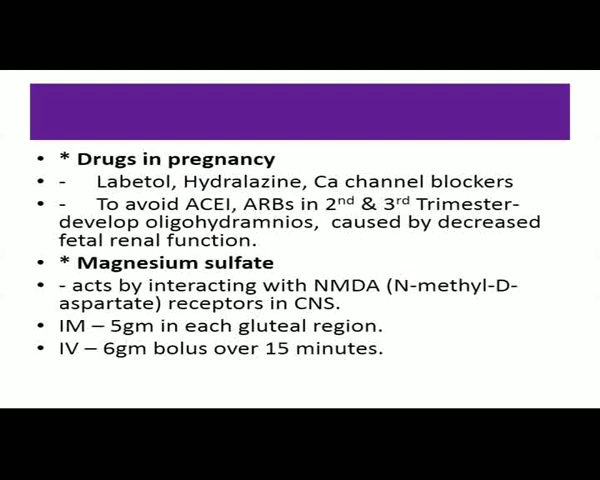 • * Drugs in pregnancy
• - Labetol, Hydralazine, Ca channel blockers
• - To avoid ACEI, ARBs in 2nd & 3rd Trimester-
develop oligohydramnios, caused by decreased
fetal renal function.
• * Magnesium sulfate
• - acts by interacting with NMDA (N-methyl-D-
aspartate) receptors in CNS.
• IM – 5gm in each gluteal region.
• IV – 6gm bolus over 15 minutes.